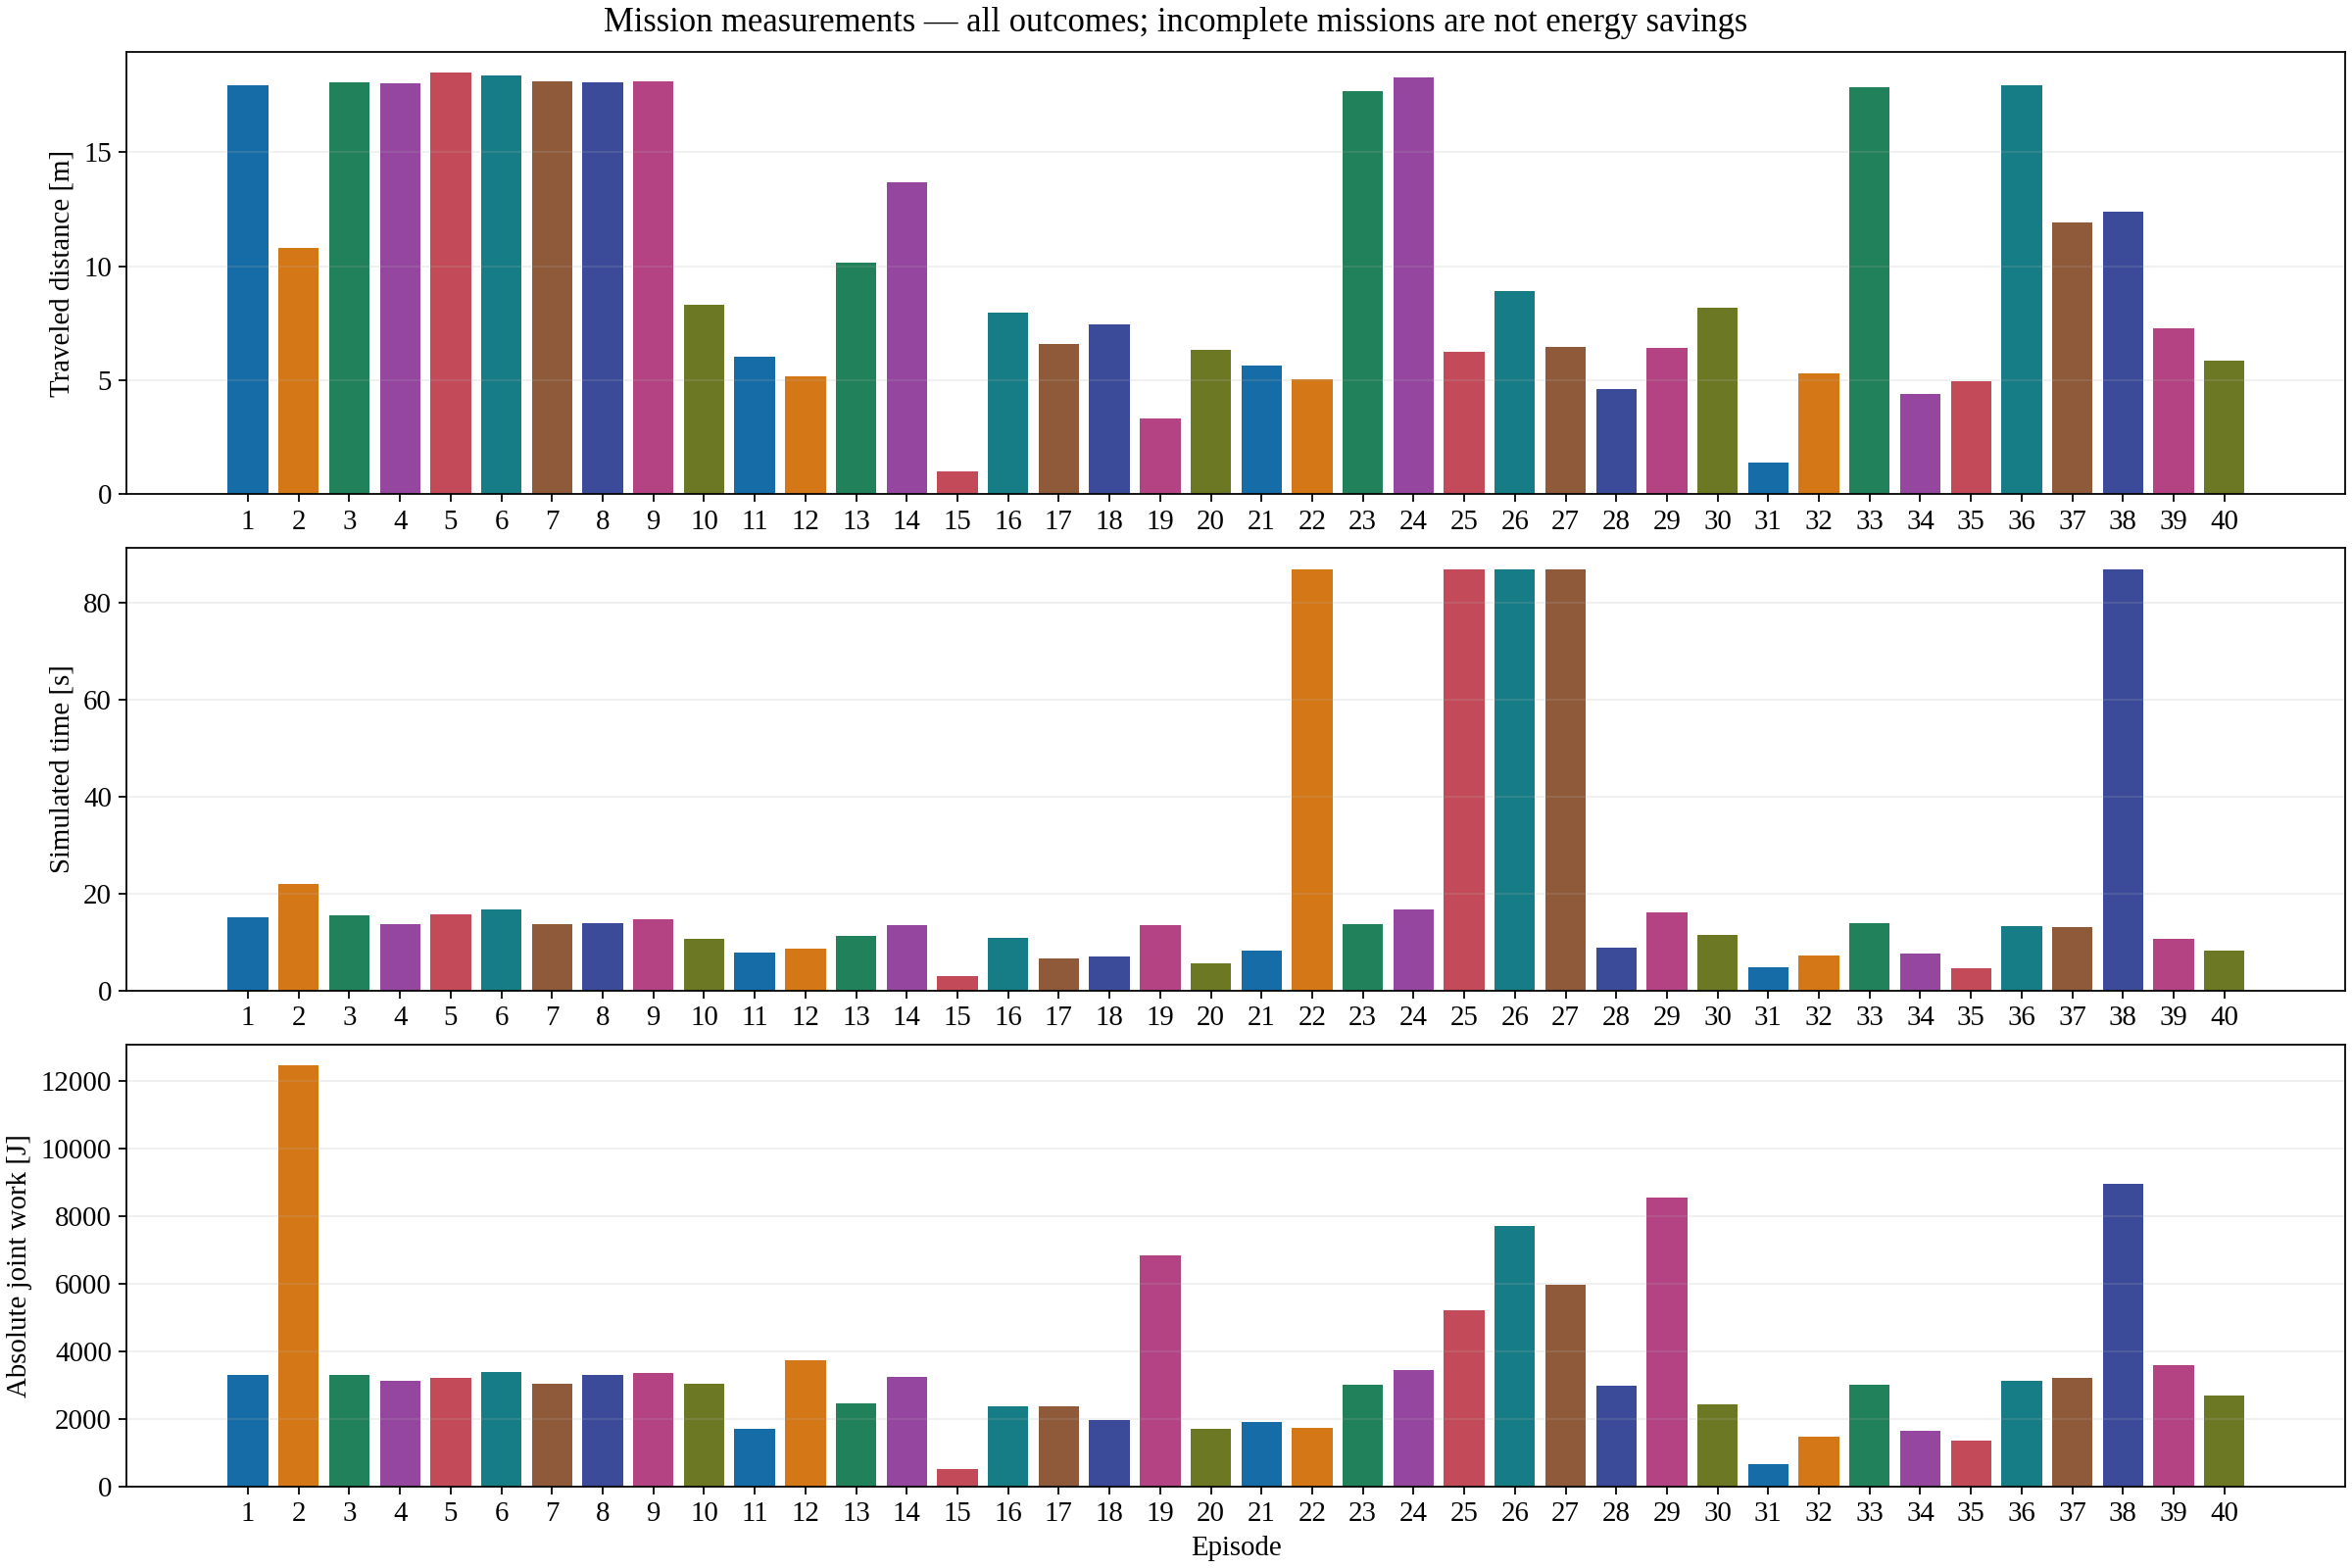 Mission measurements — all outcomes; incomplete missions are not energy savings
Traveled distance [m]
15
10
5
0
1 2 3 4 5 6 7 8 9 10 11 12 13 14 15 16 17 18 19 20 21 22 23 24 25 26 27 28 29 30 31 32 33 34 35 36 37 38 39 40
Simulated time [s]
80
60
40
20
0
1 2 3 4 5 6 7 8 9 10 11 12 13 14 15 16 17 18 19 20 21 22 23 24 25 26 27 28 29 30 31 32 33 34 35 36 37 38 39 40
Absolute joint work [J]
12000
10000
8000
6000
4000
2000
0
1 2 3 4 5 6 7 8 9 10 11 12 13 14 15 16 17 18 19 20 21 22 23 24 25 26 27 28 29 30 31 32 33 34 35 36 37 38 39 40
Episode